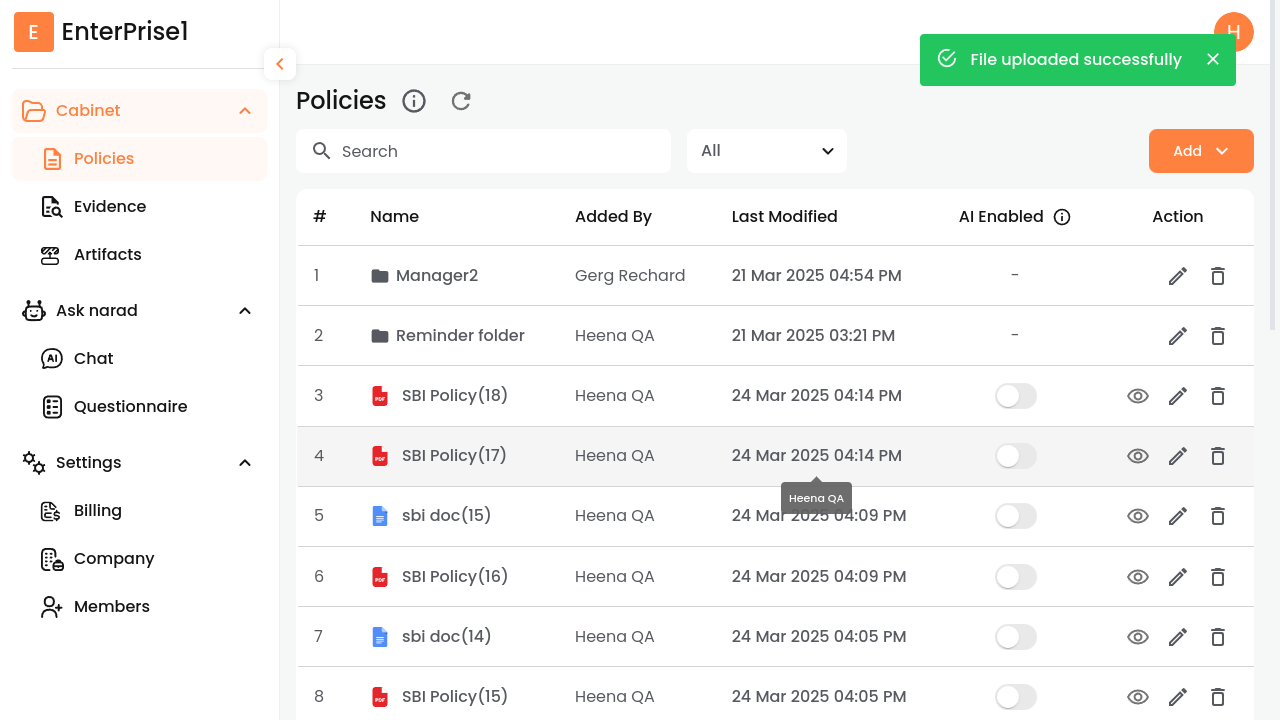 E EnterPrise1
H
File uploaded successfully
Cabinet
Policies
Evidence
Artifacts
Ask narad
AI Chat
Questionnaire
Settings
Billing
Company
Members
Policies
Search
All
Add
# Name Added By Last Modified AI Enabled Action
1 Manager2 Gerg Rechard 21 Mar 2025 04:54 PM -
2 Reminder folder Heena QA 21 Mar 2025 03:21 PM -
3 PDF SBI Policy(18) Heena QA 24 Mar 2025 04:14 PM
4 PDF SBI Policy(17) Heena QA 24 Mar 2025 04:14 PM
Heena QA
5 sbi doc(15) Heena QA 24 Mar 2025 04:09 PM
6 PDF SBI Policy(16) Heena QA 24 Mar 2025 04:09 PM
7 sbi doc(14) Heena QA 24 Mar 2025 04:05 PM
8 PDF SBI Policy(15) Heena QA 24 Mar 2025 04:05 PM